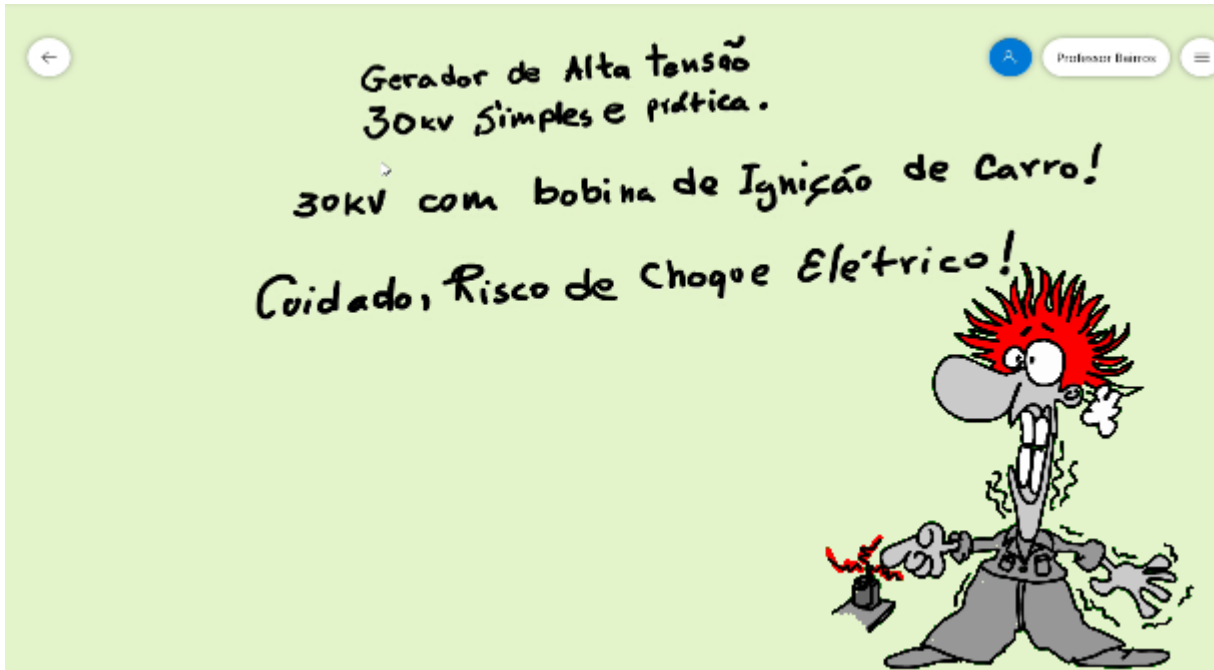 Gerador de Alta tensão
30kv simples e prática.
Professor Bairros
30KV com bobina de Ignição de Carro!
Cuidado, Risco de Choque Elétrico!